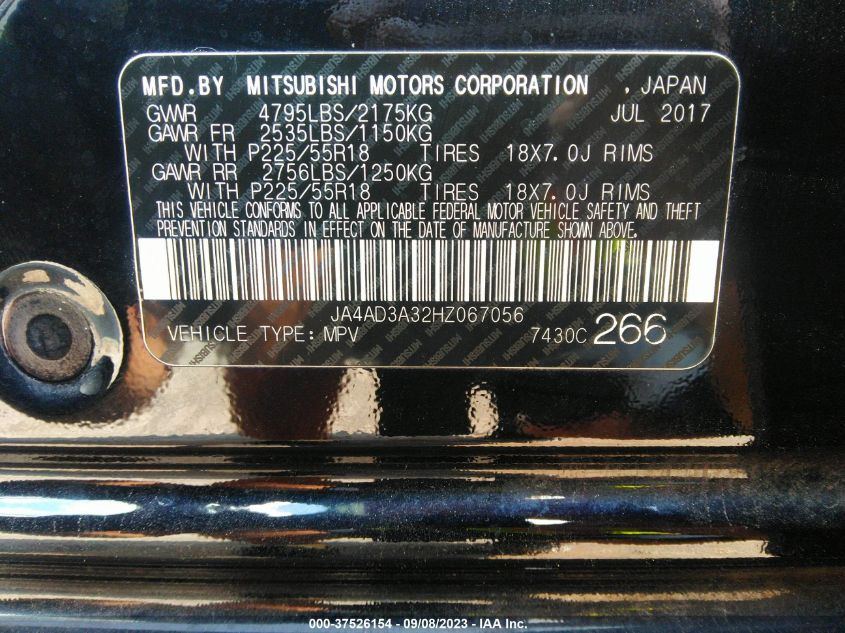 MFD.BY MITSUBISHI MOTORS CORPORATION , JAPAN
GVWR 4795LBS/2175KG JUL 2017
GAWR FR 2535LBS/1150KG
WITH P225/55R18 TIRES 18X7.0J RIMS
GAWR RR 2756LBS/1250KG
WITH P225/55R18 TIRES 18X7.0J RIMS
THIS VEHICLE CONFORMS TO ALL APPLICABLE FEDERAL MOTOR VEHICLE SAFETY AND THEFT
PREVENTION STANDARDS IN EFFECT ON THE DATE OF MANUFACTURE SHOWN ABOVE.
JA4AD3A32HZ067056
VEHICLE TYPE: MPV 7430C 266
000-37526154 - 09/08/2023 - © IAA, Inc.